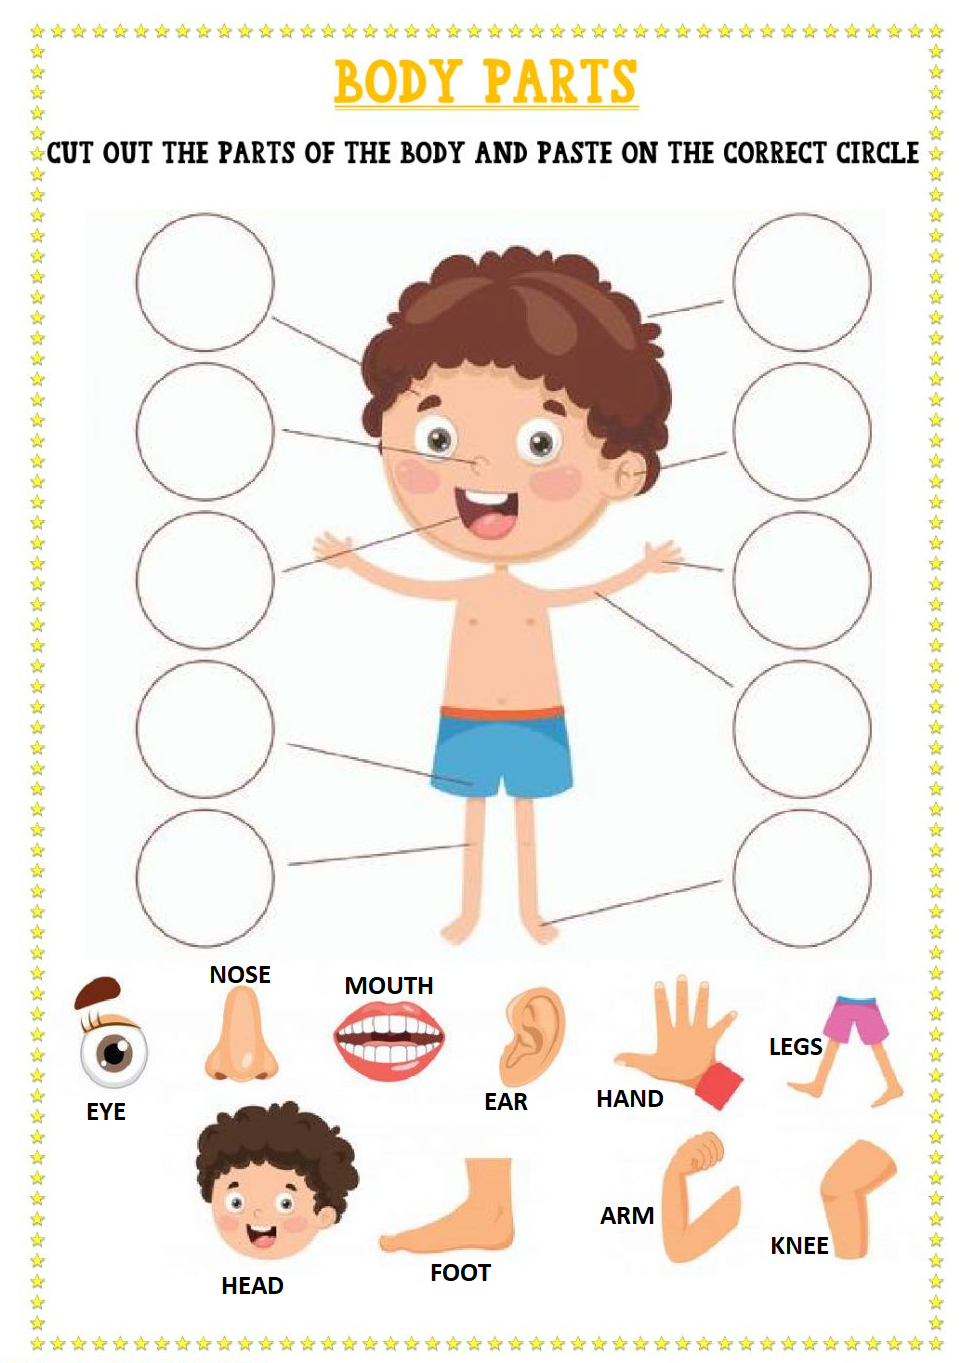 BODY PARTS
CUT OUT THE PARTS OF THE BODY AND PASTE ON THE CORRECT CIRCLE
NOSE
MOUTH
LEGS
EYE
EAR
HAND
ARM
KNEE
HEAD
FOOT